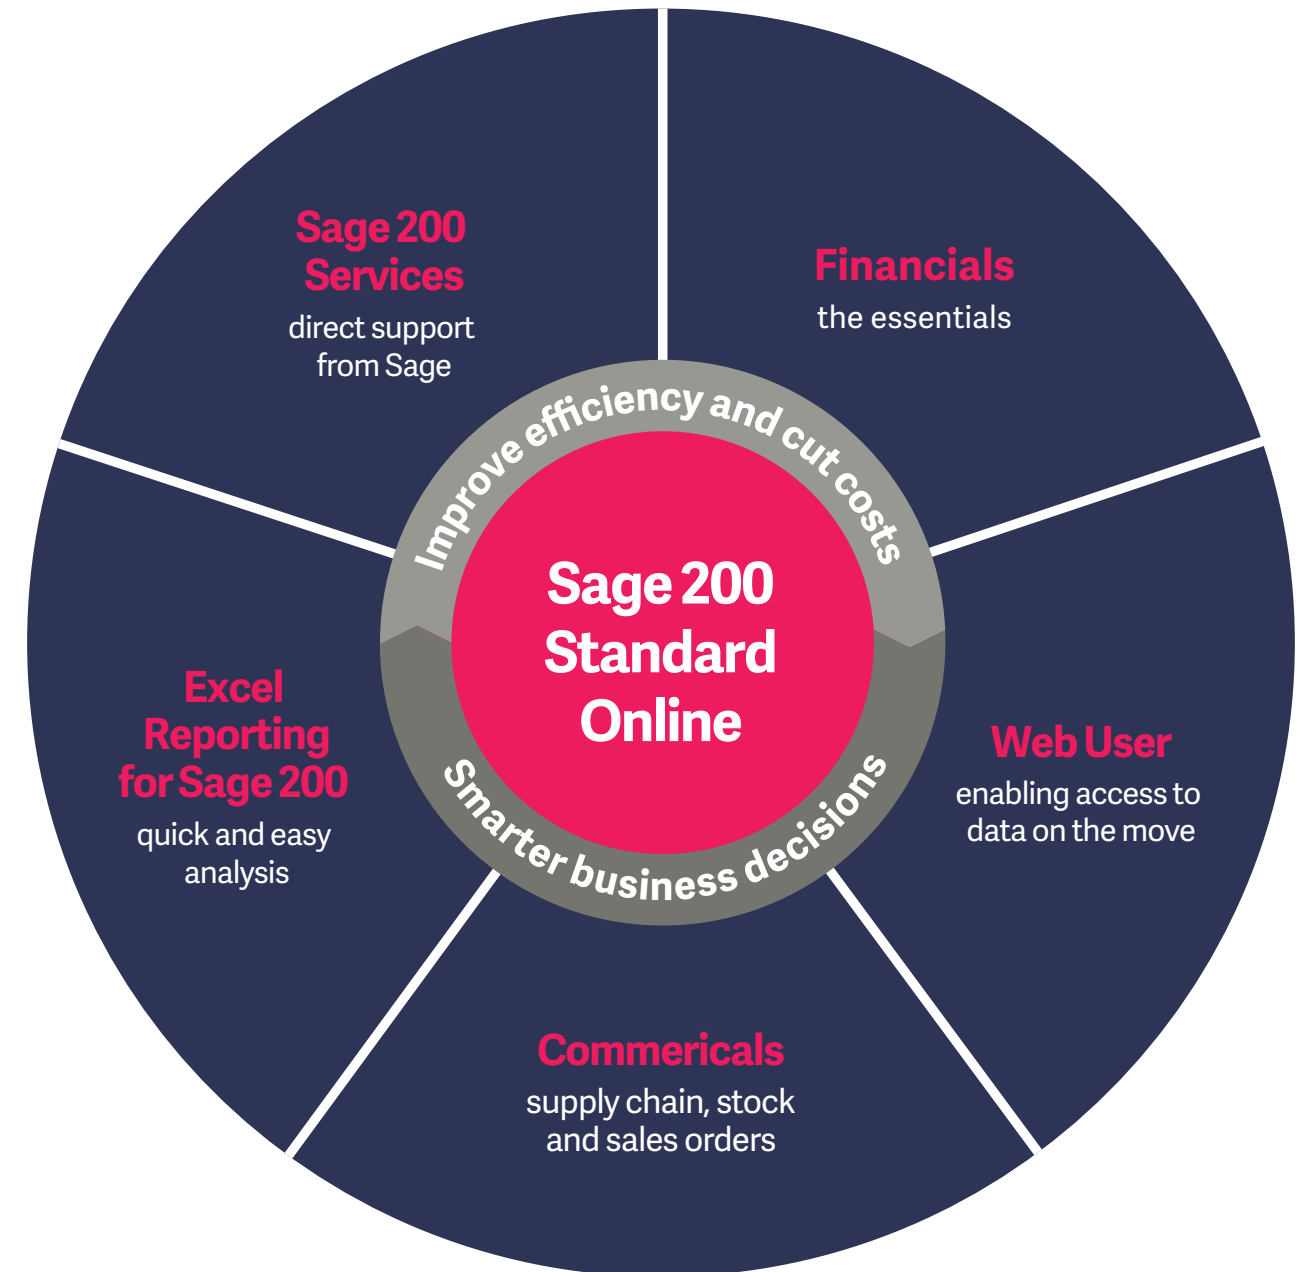 Sage 200
Services
direct support
from Sage
Financials
the essentials
Improve efficiency and cut costs
Sage 200
Standard
Online
Smarter business decisions
Excel
Reporting
for Sage 200
quick and easy
analysis
Web User
enabling access to
data on the move
Commericals
supply chain, stock
and sales orders